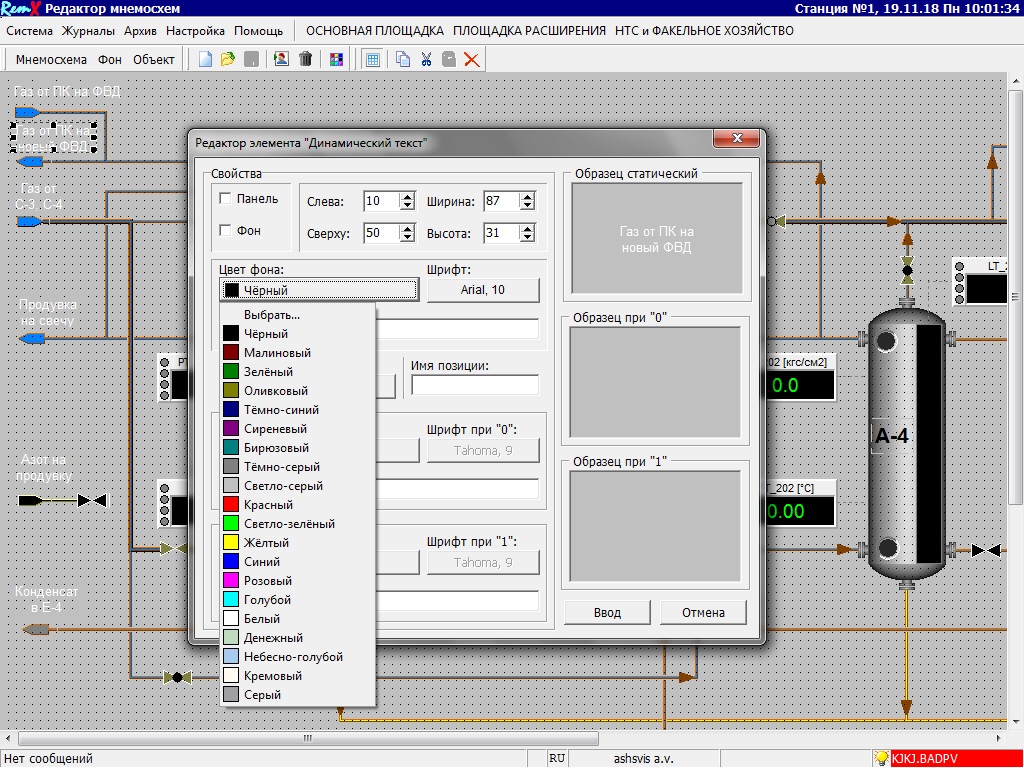 RemX Редактор мнемосхем
Станция №1, 19.11.18 Пн 10:01:34
Система Журналы Архив Настройка Помощь ОСНОВНАЯ ПЛОЩАДКА ПЛОЩАДКА РАСШИРЕНИЯ НТС и ФАКЕЛЬНОЕ ХОЗЯЙСТВО
Мнемосхема Фон Объект
Газ от ПК на ФВД
Газ от ПК на
новый ФВД
Газ от
С-3, С-4
Продувка
на свечу
Азот на
продувку
Конденсат
в Е-4
Редактор элемента "Динамический текст"
Свойства
Панель
Фон
Слева: 10 Ширина: 87
Сверху: 50 Высота: 31
Цвет фона: Шрифт:
Чёрный Arial, 10
Выбрать...
Чёрный
Малиновый
Зелёный
Оливковый
Тёмно-синий
Сиреневый
Бирюзовый
Тёмно-серый
Светло-серый
Красный
Светло-зелёный
Жёлтый
Синий
Розовый
Голубой
Белый
Денежный
Небесно-голубой
Кремовый
Серый
Имя позиции:
Шрифт при "0":
Tahoma, 9
Шрифт при "1":
Tahoma, 9
Образец статический
Газ от ПК на
новый ФВД
Образец при "0"
Образец при "1"
Ввод Отмена
PT
LT_2
202 [кгс/см2]
0.0
А-4
T_202 [°C]
0.00
Нет сообщений RU ashsvis a.v. KJKJ.BADPV